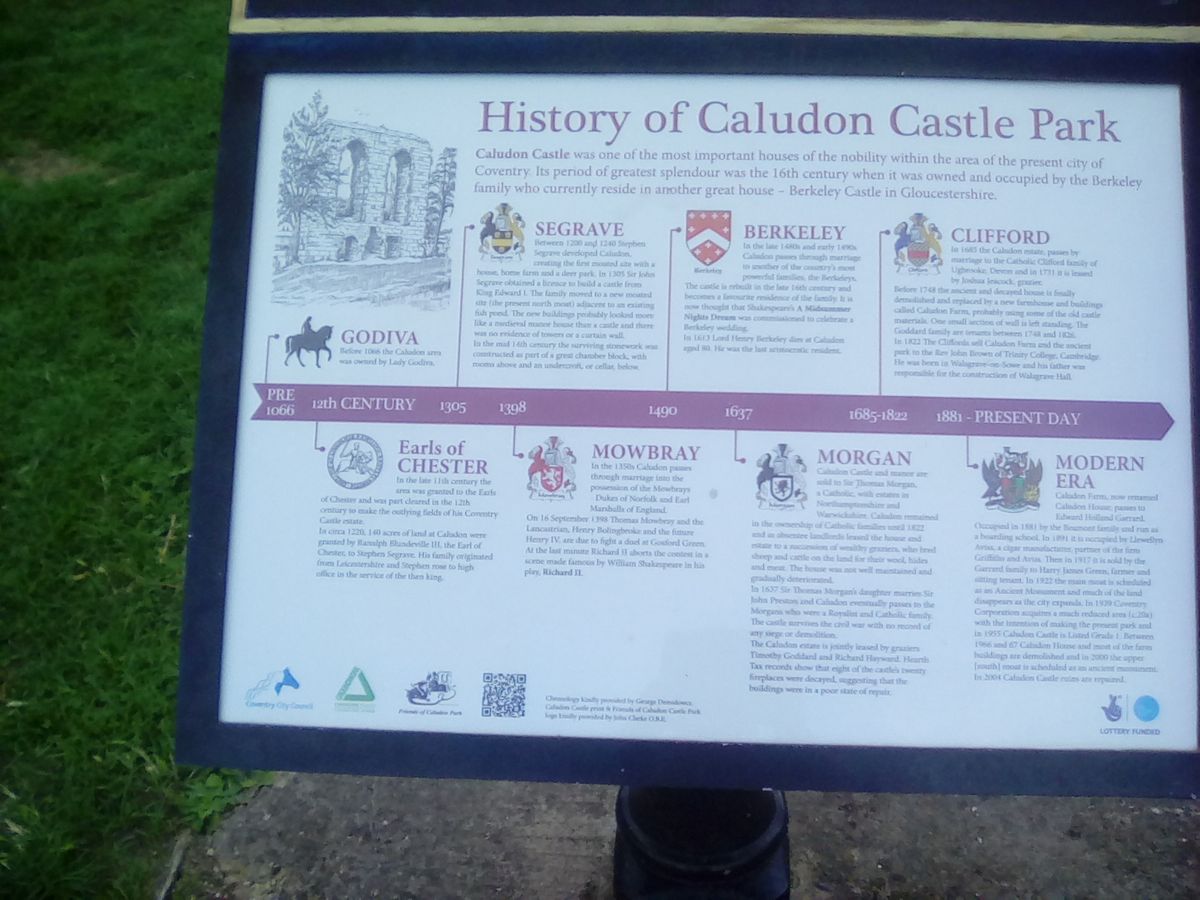 History of Caludon Castle Park
Caludon Castle was one of the most important houses of the nobility within the area of the present city of
Coventry. Its period of greatest splendour was the 16th century when it was owned and occupied by the Berkeley
family who currently reside in another great house – Berkeley Castle in Gloucestershire.
GODIVA
Before 1066 the Caludon area
was owned by Lady Godiva.
SEGRAVE
Between 1200 and 1240 Stephen
Segrave developed Caludon,
creating the first moated site with a
house, home farm and a deer park. In 1305 Sir John
Segrave obtained a licence to build a castle from
King Edward I. The family moved to a new moated
site (the present north moat) adjacent to an existing
fish pond. The new buildings probably looked more
like a medieval manor house than a castle and there
was no evidence of towers or a curtain wall.
In the mid 14th century the surviving stonework was
constructed as part of a great chamber block, with
rooms above and an undercroft, or cellar, below.
Segrave
BERKELEY
In the late 1480s and early 1490s
Caludon passes through marriage
to another of the country's most
powerful families, the Berkeleys.
The castle is rebuilt in the late 16th century and
becomes a favourite residence of the family. It is
now thought that Shakespeare's A Midsummer
Nights Dream was commissioned to celebrate a
Berkeley wedding.
In 1613 Lord Henry Berkeley dies at Caludon
aged 80. He was the last aristocratic resident.
Berkeley
CLIFFORD
In 1685 the Caludon estate, passes by
marriage to the Catholic Clifford family of
Ugbrooke, Devon and in 1731 it is leased
by Joshua Seacock, grazier.
Before 1748 the ancient and decayed house is finally
demolished and replaced by a new farmhouse and buildings
called Caludon Farm, probably using some of the old castle
materials. One small section of wall is left standing. The
Goddard family are tenants between 1748 and 1826.
In 1822 The Cliffords sell Caludon Farm and the ancient
park to the Rev John Brown of Trinity College, Cambridge.
He was born in Walsgrave-on-Sowe and his father was
responsible for the construction of Walsgrave Hall.
Clifford
PRE
1066
12th CENTURY
1305
1398
1490
1637
1685-1822
1881 - PRESENT DAY
Earls of
CHESTER
In the late 11th century the
area was granted to the Earls
of Chester and was part cleared in the 12th
century to make the outlying fields of his Coventry
Castle estate.
In circa 1220, 140 acres of land at Caludon were
granted by Ranulph Blundeville III, the Earl of
Chester, to Stephen Segrave. His family originated
from Leicestershire and Stephen rose to high
office in the service of the then king.
MOWBRAY
In the 1350s Caludon passes
through marriage into the
possession of the Mowbrays
- Dukes of Norfolk and Earl
Marshalls of England.
On 16 September 1398 Thomas Mowbray and the
Lancastrian, Henry Bolingbroke and the future
Henry IV, are due to fight a duel at Gosford Green.
At the last minute Richard II aborts the contest in a
scene made famous by William Shakespeare in his
play, Richard II.
Mowbray
MORGAN
Caludon Castle and manor are
sold to Sir Thomas Morgan,
a Catholic, with estates in
Northamptonshire and
Warwickshire. Caludon remained
in the ownership of Catholic families until 1822
and as absentee landlords leased the house and
estate to a succession of wealthy graziers, who bred
sheep and cattle on the land for their wool, hides
and meat. The house was not well maintained and
gradually deteriorated.
In 1637 Sir Thomas Morgan's daughter marries Sir
John Preston and Caludon eventually passes to the
Morgans who were a Royalist and Catholic family.
The castle survives the civil war with no record of
any siege or demolition.
The Caludon estate is jointly leased by graziers
Timothy Goddard and Richard Hayward. Hearth
Tax records show that eight of the castle's twenty
fireplaces were decayed, suggesting that the
buildings were in a poor state of repair.
Morgan
MODERN
ERA
Caludon Farm, now renamed
Caludon House, passes to
Edward Holland Garrard.
Occupied in 1881 by the Bourment family and run as
a boarding school. In 1891 it is occupied by Llewellyn
Aviss, a cigar manufacturer, partner of the firm
Griffiths and Aviss. Then in 1917 it is sold by the
Garrard family to Harry James Green, farmer and
sitting tenant. In 1922 the main moat is scheduled
as an Ancient Monument and much of the land
disappears as the city expands. In 1939 Coventry
Corporation acquires a much reduced area (c.20a)
with the intention of making the present park and
in 1955 Caludon Castle is Listed Grade 1. Between
1966 and 67 Caludon House and most of the farm
buildings are demolished and in 2000 the upper
[south] moat is scheduled as an ancient monument.
In 2004 Caludon Castle ruins are repaired.
Coventry City Council
Friends of Caludon Park
Chronology kindly provided by George Demidowicz.
Caludon Castle print & Friends of Caludon Castle Park
logo kindly provided by John Clarke O.B.E.
LOTTERY FUNDED